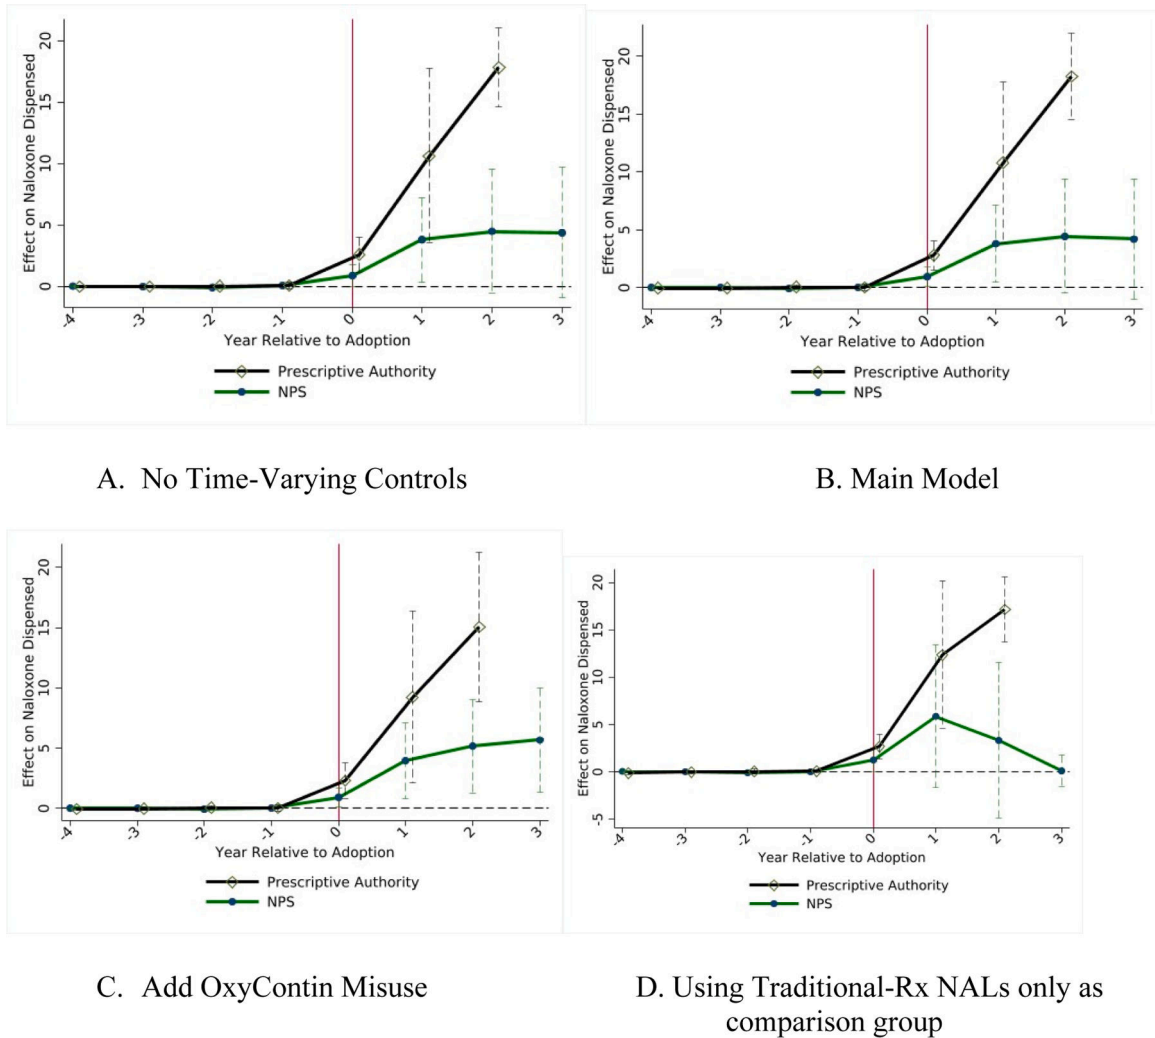 Effect on Naloxone Dispensed
20
15
10
5
0
-4 -3 -2 -1 0 1 2 3
Year Relative to Adoption
Prescriptive Authority
NPS
Effect on Naloxone Dispensed
20
15
10
5
0
-4 -3 -2 -1 0 1 2 3
Year Relative to Adoption
Prescriptive Authority
NPS
A. No Time-Varying Controls
B. Main Model
Effect on Naloxone Dispensed
20
15
10
5
0
-4 -3 -2 -1 0 1 2 3
Year Relative to Adoption
Prescriptive Authority
NPS
Effect on Naloxone Dispensed
20
15
10
5
0
-5
-4 -3 -2 -1 0 1 2 3
Year Relative to Adoption
Prescriptive Authority
NPS
C. Add OxyContin Misuse
D. Using Traditional-Rx NALs only as
comparison group